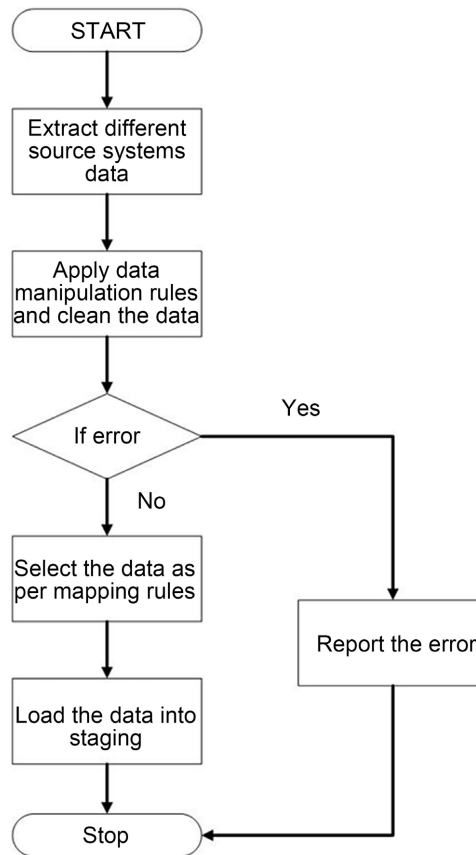 START
Extract different
source systems
data
Apply data
manipulation rules
and clean the data
If error
Yes
No
Select the data as
per mapping rules
Report the error
Load the data into
staging
Stop